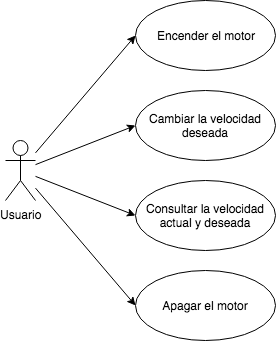 Encender el motor
Cambiar la velocidad
deseada
Usuario
Consultar la velocidad
actual y deseada
Apagar el motor